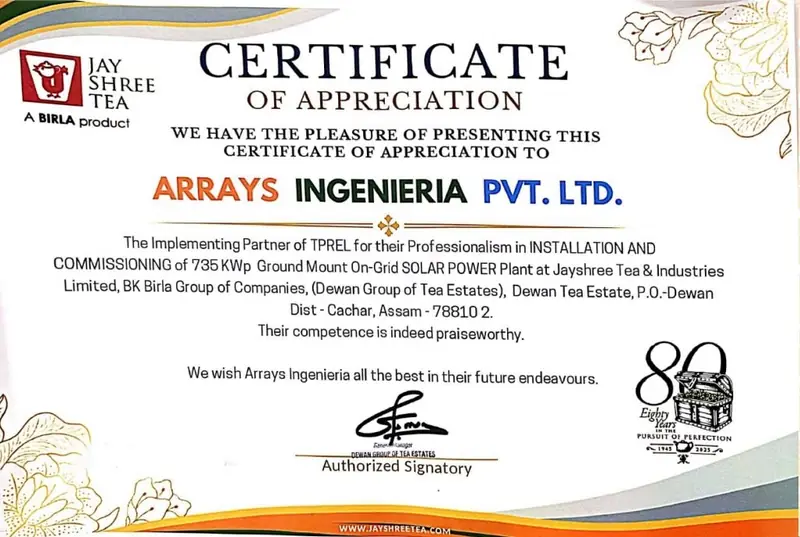 JAY
SHREE
TEA
A BIRLA product
CERTIFICATE
OF APPRECIATION
WE HAVE THE PLEASURE OF PRESENTING THIS
CERTIFICATE OF APPRECIATION TO
ARRAYS INGENIERIA PVT. LTD.
The Implementing Partner of TPREL for their Professionalism in INSTALLATION AND
COMMISSIONING of 735 KWp Ground Mount On-Grid SOLAR POWER Plant at Jayshree Tea & Industries
Limited, BK Birla Group of Companies, (Dewan Group of Tea Estates), Dewan Tea Estate, P.O.-Dewan
Dist - Cachar, Assam - 78810 2.
Their competence is indeed praiseworthy.
We wish Arrays Ingenieria all the best in their future endeavours.
80
Eighty
Years
IN THE
PURSUIT OF PERFECTION
1945 2025
General Manager
DEWAN GROUP OF TEA ESTATES
Authorized Signatory
WWW.JAYSHREETEA.COM